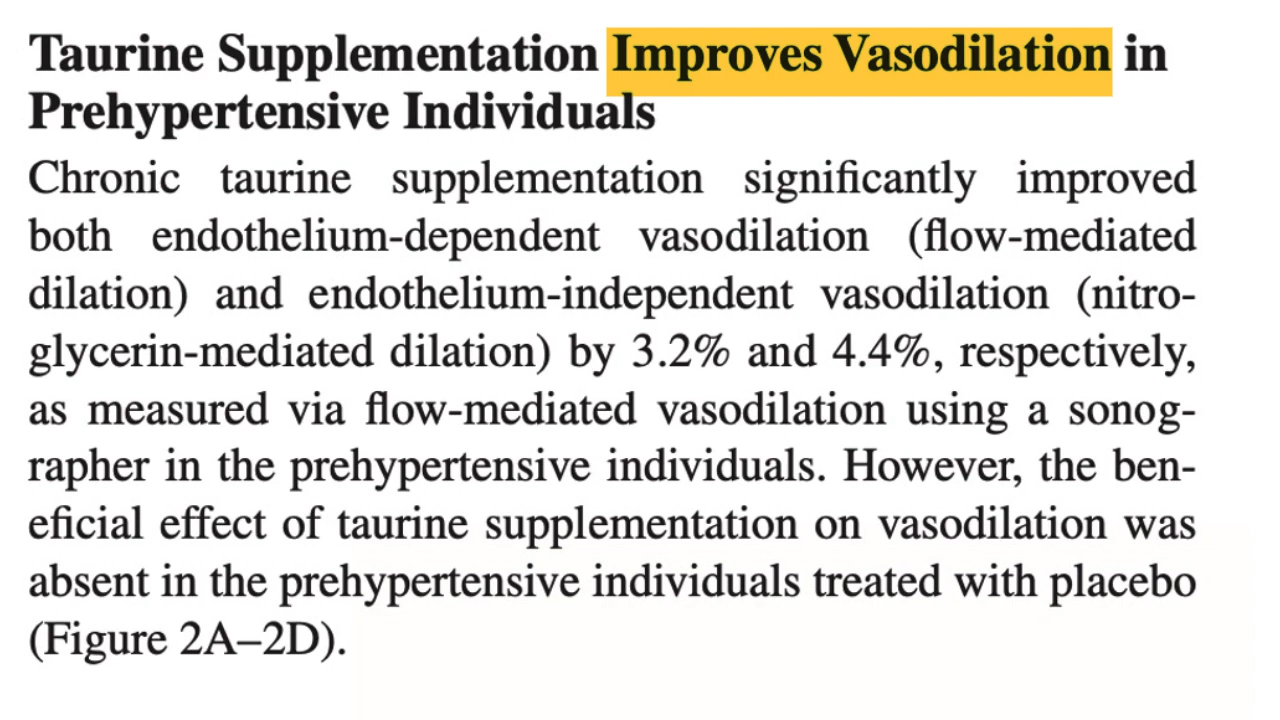 Taurine Supplementation Improves Vasodilation in
Prehypertensive Individuals
Chronic taurine supplementation significantly improved
both endothelium-dependent vasodilation (flow-mediated
dilation) and endothelium-independent vasodilation (nitro-
glycerin-mediated dilation) by 3.2% and 4.4%, respectively,
as measured via flow-mediated vasodilation using a sonog-
rapher in the prehypertensive individuals. However, the ben-
eficial effect of taurine supplementation on vasodilation was
absent in the prehypertensive individuals treated with placebo
(Figure 2A–2D).